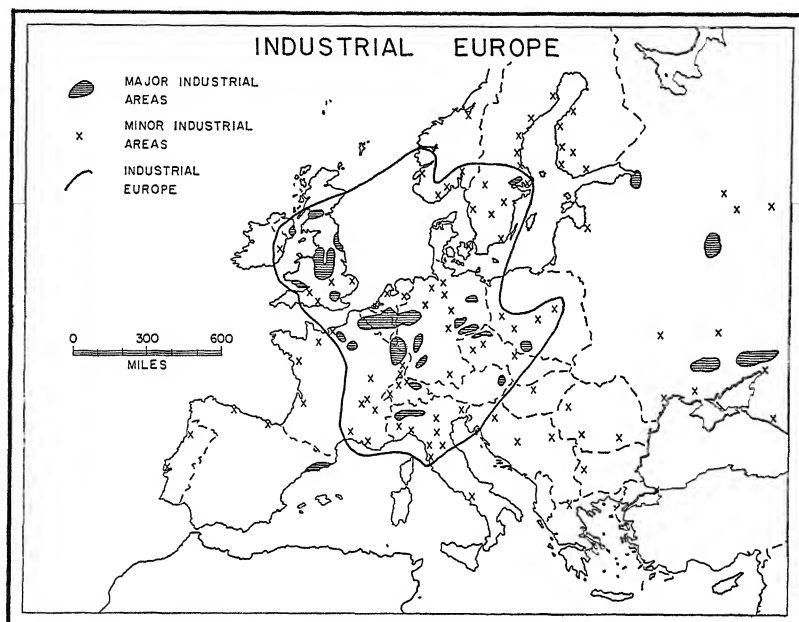 INDUSTRIAL EUROPE
MAJOR INDUSTRIAL
AREAS
x MINOR INDUSTRIAL
AREAS
INDUSTRIAL
EUROPE
0 300 600
MILES